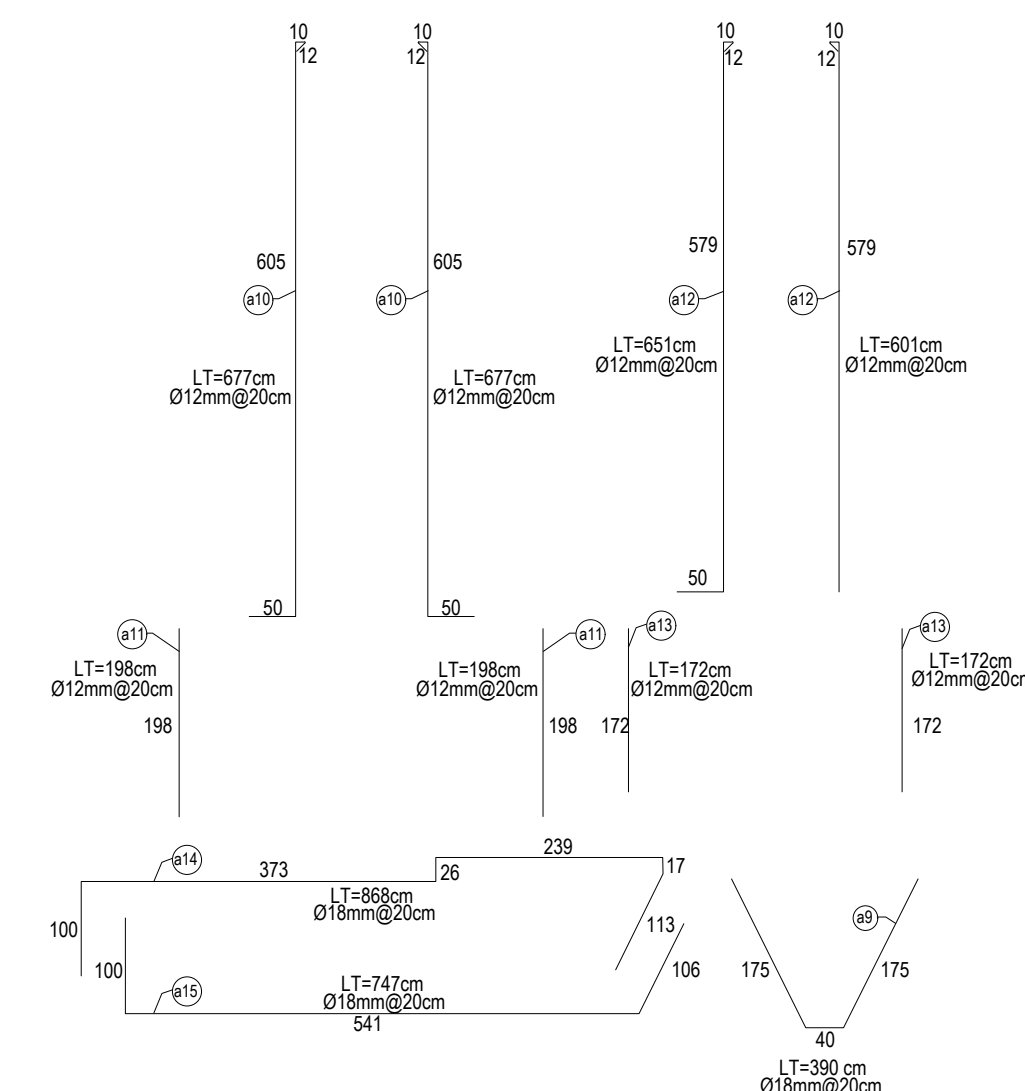 10
12
10
12
10
12
10
12
605
a10
LT=677cm
Ø12mm@20cm
50
605
a10
LT=677cm
Ø12mm@20cm
50
579
a12
LT=651cm
Ø12mm@20cm
50
579
a12
LT=601cm
Ø12mm@20cm
a11
LT=198cm
Ø12mm@20cm
198
a11
LT=198cm
Ø12mm@20cm
198
a13
LT=172cm
Ø12mm@20cm
172
a13
LT=172cm
Ø12mm@20cm
172
a14
373
26
239
17
LT=868cm
Ø18mm@20cm
100
113
100
a15
LT=747cm
Ø18mm@20cm
541
106
a9
175
175
40
LT=390 cm
Ø18mm@20cm